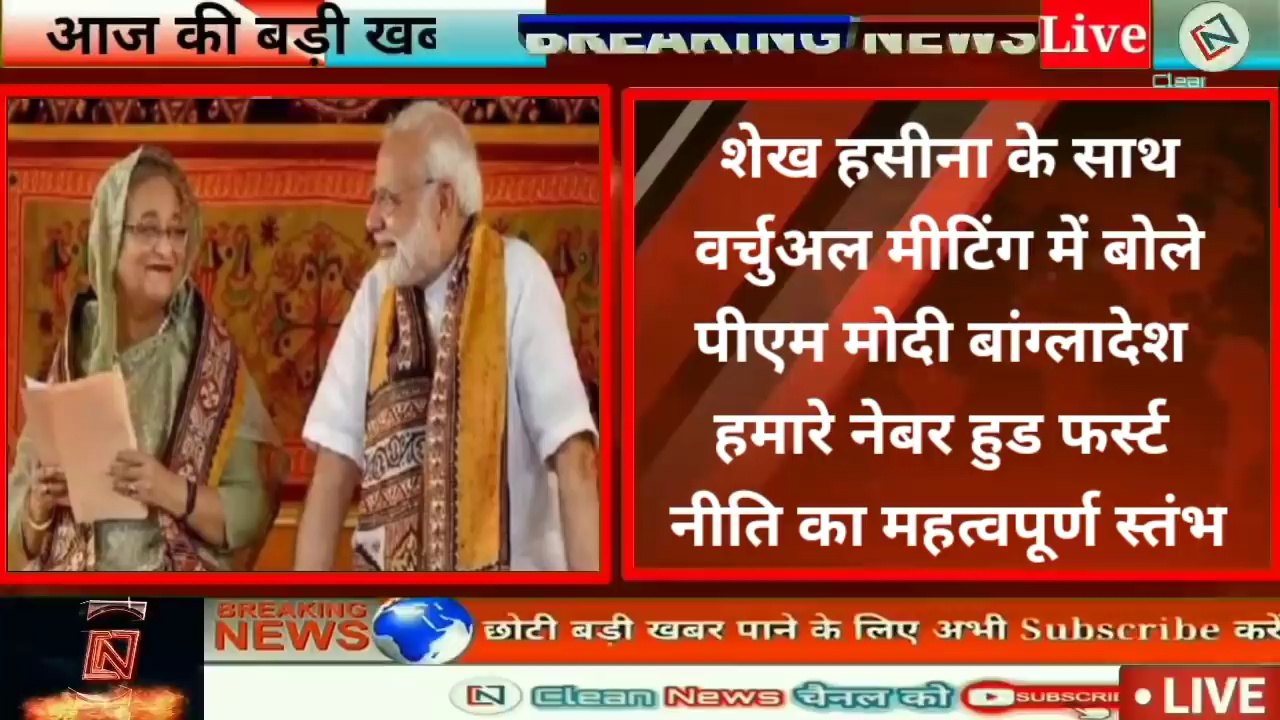 आज की बड़ी खब
BREAKING NEWS
Live
Clear
शेख हसीना के साथ
वर्चुअल मीटिंग में बोले
पीएम मोदी बांग्लादेश
हमारे नेबर हुड फर्स्ट
नीति का महत्वपूर्ण स्तंभ
BREAKING
NEWS
छोटी बड़ी खबर पाने के लिए अभी Subscribe करें
N Clean News चैनल को SUBSCRI
• LIVE